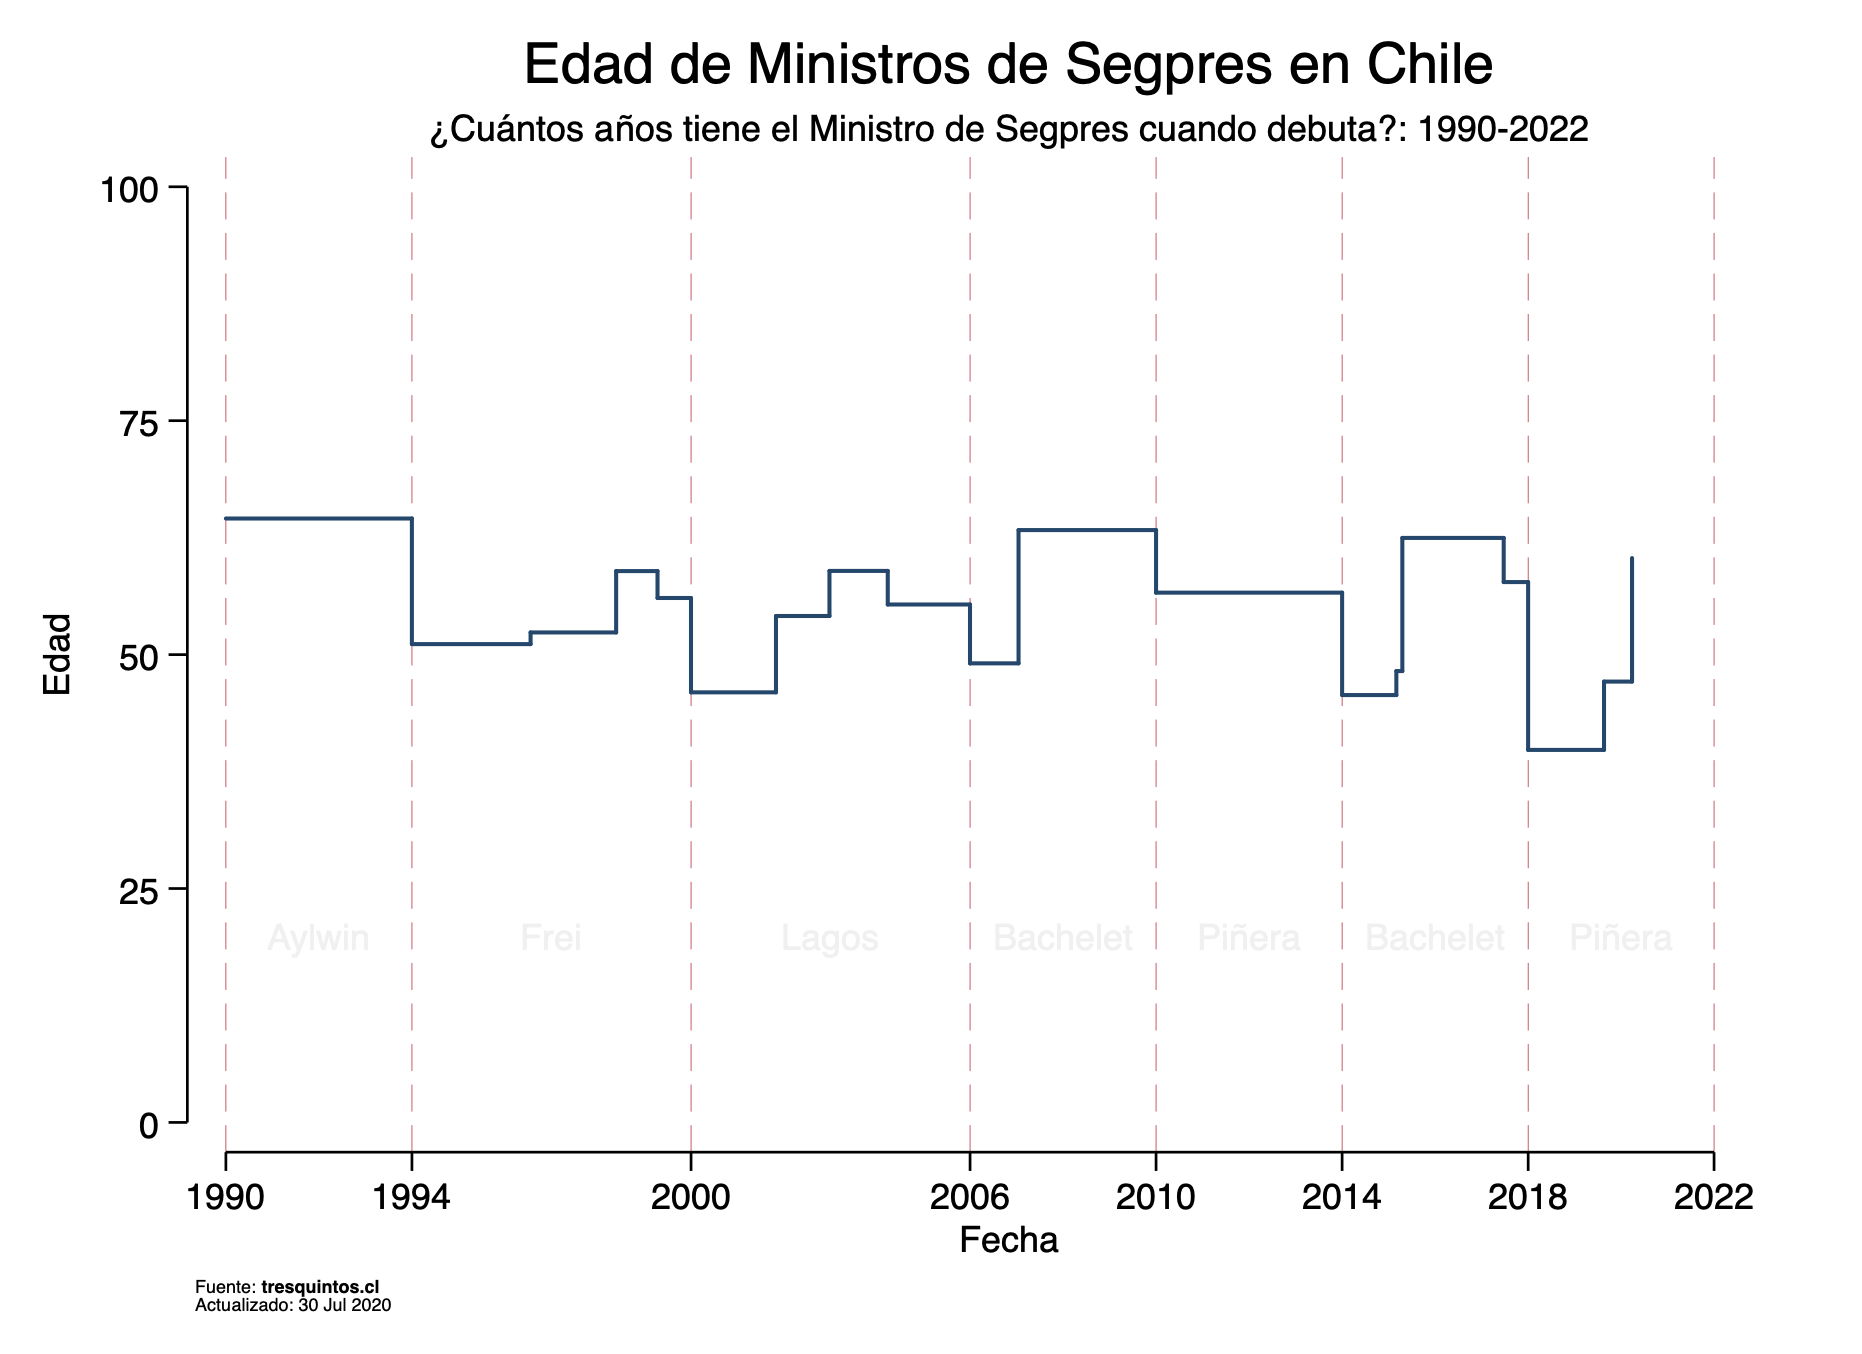 Edad de Ministros de Segpres en Chile
¿Cuántos años tiene el Ministro de Segpres cuando debuta?: 1990-2022
100
75
50
25
0
Edad
Aylwin Frei Lagos Bachelet Piñera Bachelet Piñera
1990 1994 2000 2006 2010 2014 2018 2022
Fecha
Fuente: tresquintos.cl
Actualizado: 30 Jul 2020